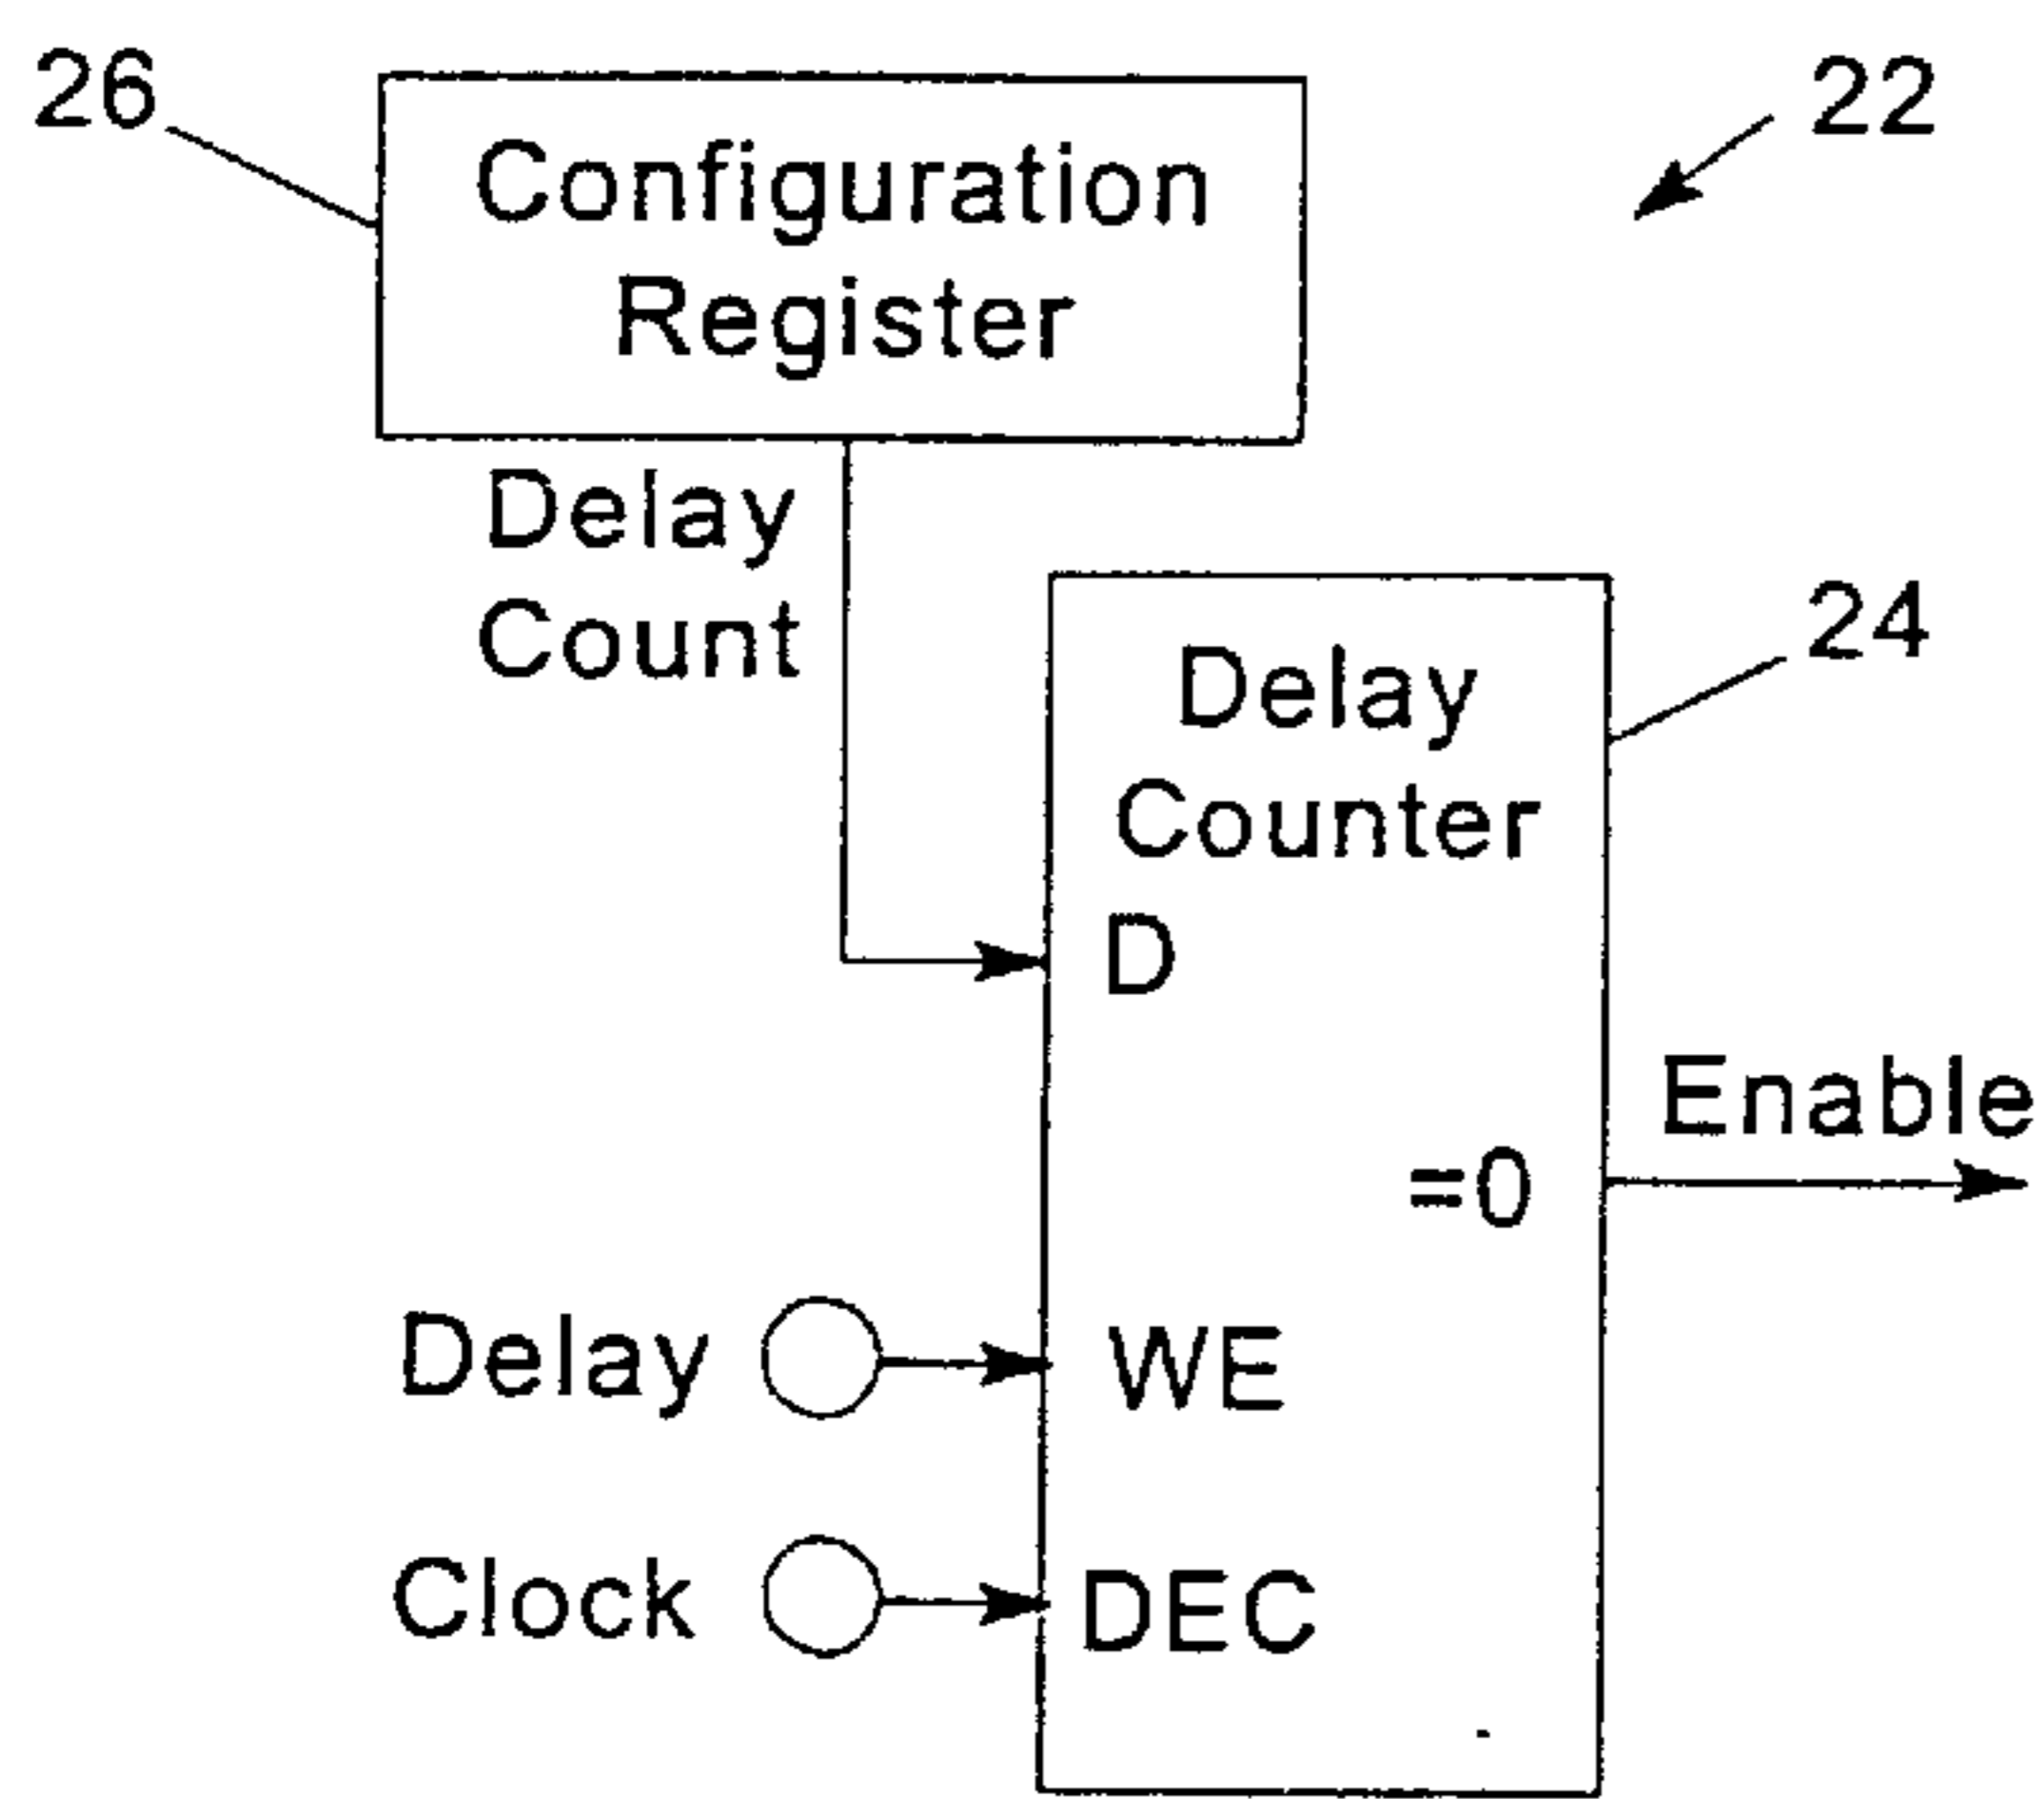 26
22
Configuration
Register
Delay
Count
24
Delay
Counter
D
Enable
=0
Delay
WE
Clock
DEC